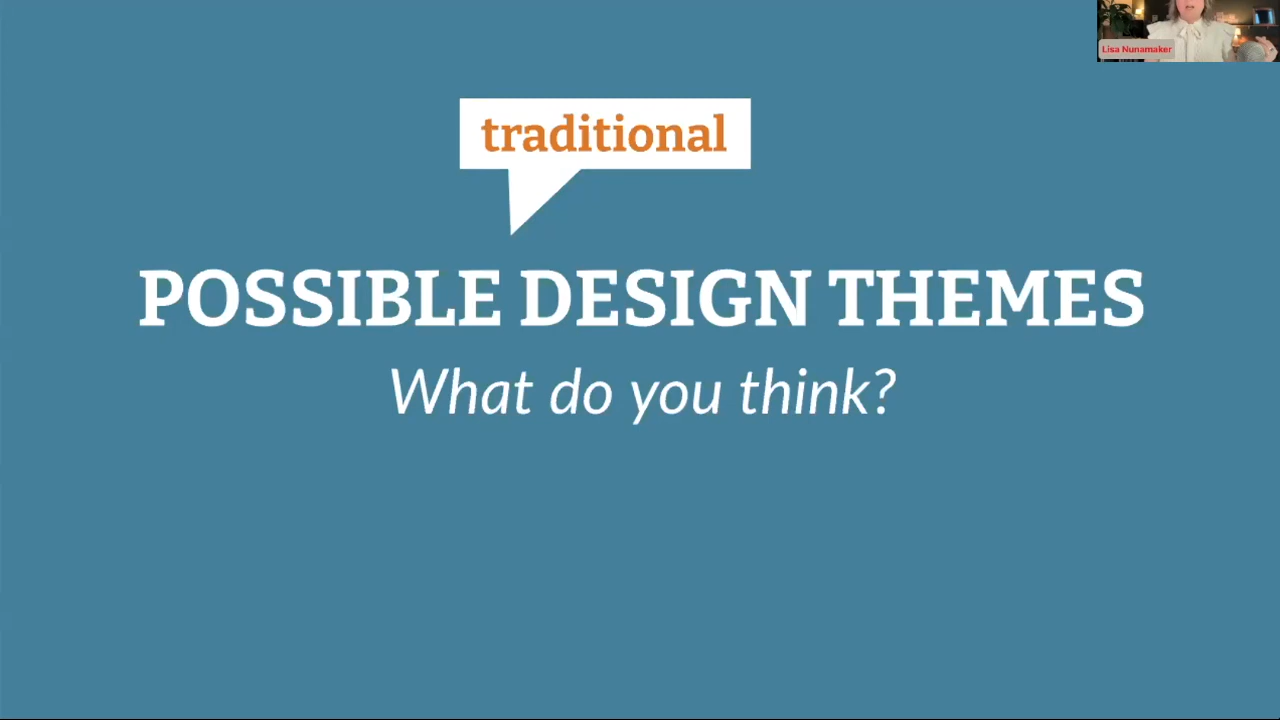 Lisa Nunamaker
traditional
POSSIBLE DESIGN THEMES
What do you think?